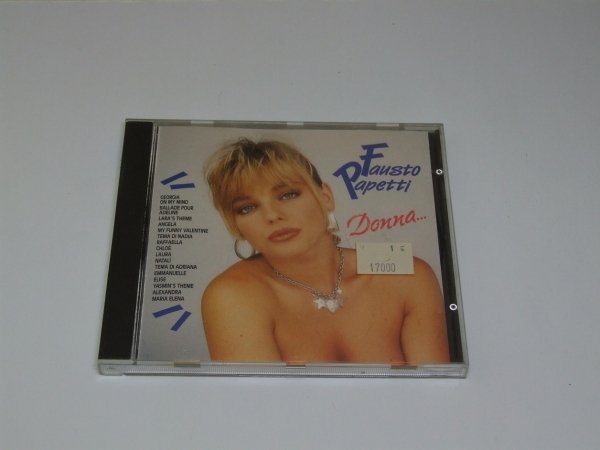 Fausto
Papetti
Donna...
GEORGIA
ON MY MIND
BALLADE POUR
ADELINE
LARA'S THEME
ANGELA
MY FUNNY VALENTINE
TEMA DI NADIA
RAFFAELLA
CHLOE
LAURA
NATALÌ
TEMA DI ADRIANA
EMMANUELLE
ELISE
YASMIN'S THEME
ALEXANDRA
MARIA ELENA
17000